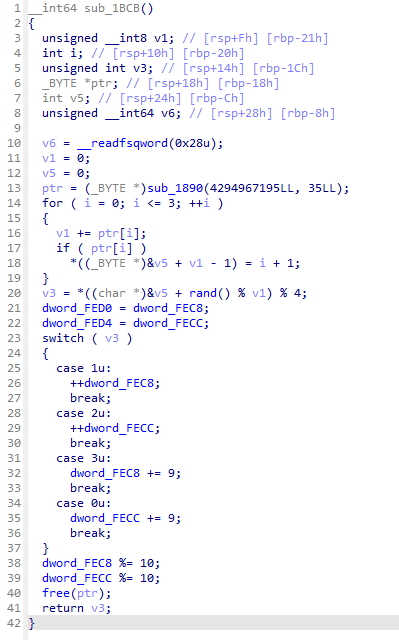 1 __int64 sub_1BCB()
2 {
3 unsigned __int8 v1; // [rsp+Fh] [rbp-21h]
4 int i; // [rsp+10h] [rbp-20h]
5 unsigned int v3; // [rsp+14h] [rbp-1Ch]
6 _BYTE *ptr; // [rsp+18h] [rbp-18h]
7 int v5; // [rsp+24h] [rbp-Ch]
8 unsigned __int64 v6; // [rsp+28h] [rbp-8h]
9
10 v6 = __readfsqword(0x28u);
11 v1 = 0;
12 v5 = 0;
13 ptr = (_BYTE *)sub_1890(4294967195LL, 35LL);
14 for ( i = 0; i <= 3; ++i )
15 {
16 v1 += ptr[i];
17 if ( ptr[i] )
18 *((_BYTE *)&v5 + v1 - 1) = i + 1;
19 }
20 v3 = *((char *)&v5 + rand() % v1) % 4;
21 dword_FED0 = dword_FEC8;
22 dword_FED4 = dword_FECC;
23 switch ( v3 )
24 {
25 case 1u:
26 ++dword_FEC8;
27 break;
28 case 2u:
29 ++dword_FECC;
30 break;
31 case 3u:
32 dword_FEC8 += 9;
33 break;
34 case 0u:
35 dword_FECC += 9;
36 break;
37 }
38 dword_FEC8 %= 10;
39 dword_FECC %= 10;
40 free(ptr);
41 return v3;
42 }